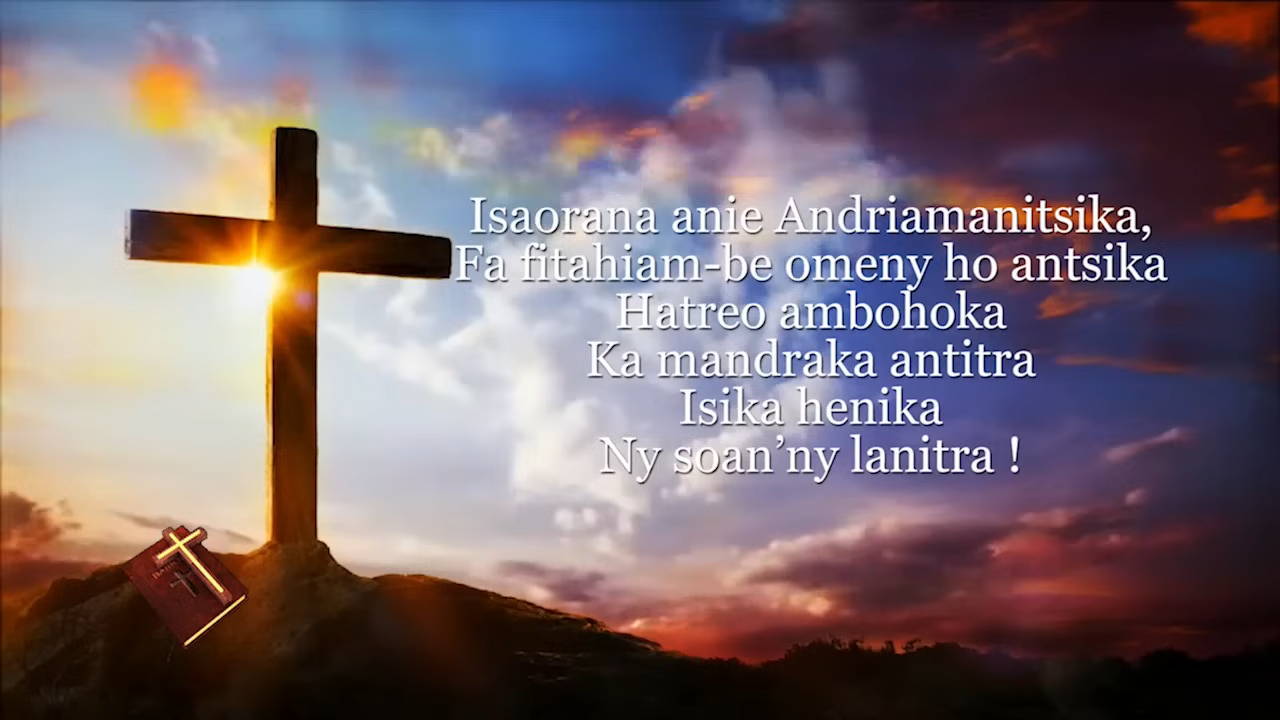 Isaorana anie Andriamanitsika,
Fa fitahiam-be omeny ho antsika
Hatreo ambohoka
Ka mandraka antitra
Isika henika
Ny soan’ny lanitra !